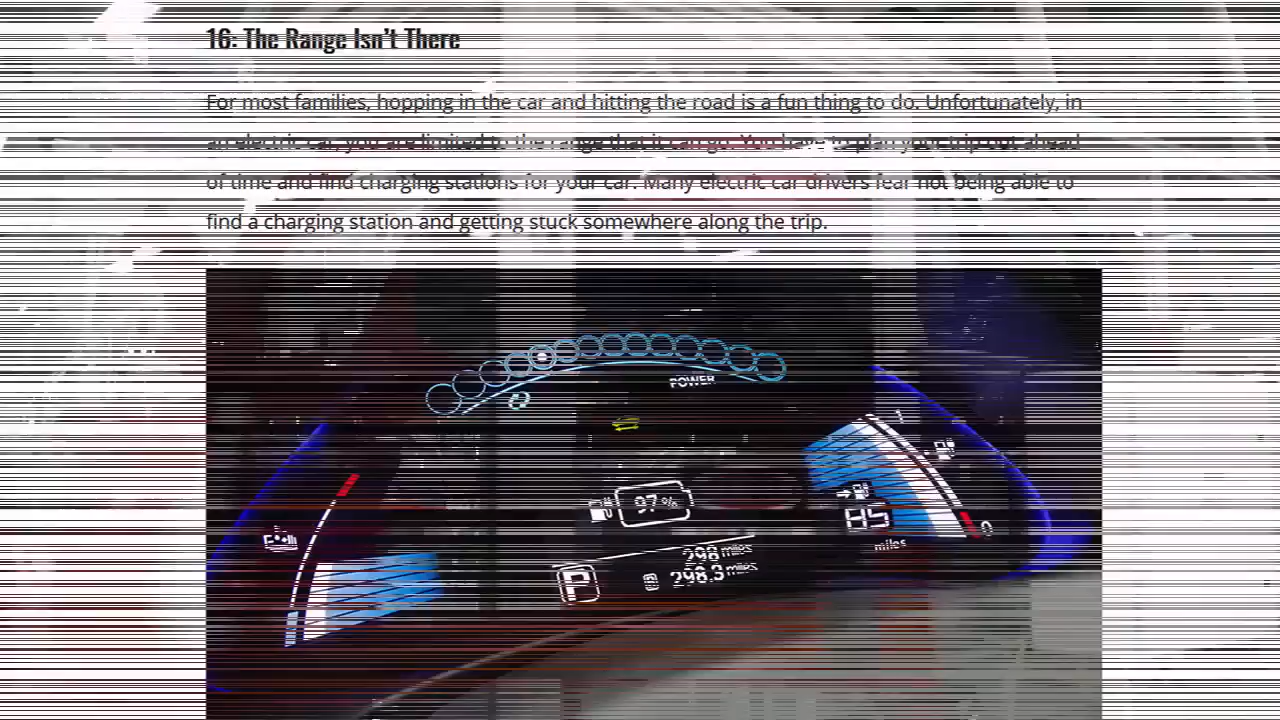 16: The Range Isn't There
For most families, hopping in the car and hitting the road is a fun thing to do. Unfortunately, in
an electric car, you are limited to the range that it can go. You have to plan your trip out ahead
of time and find charging stations for your car. Many electric car drivers fear not being able to
find a charging station and getting stuck somewhere along the trip.
POWER
1
97 %
85
0
miles
298 miles
P
298.3 miles